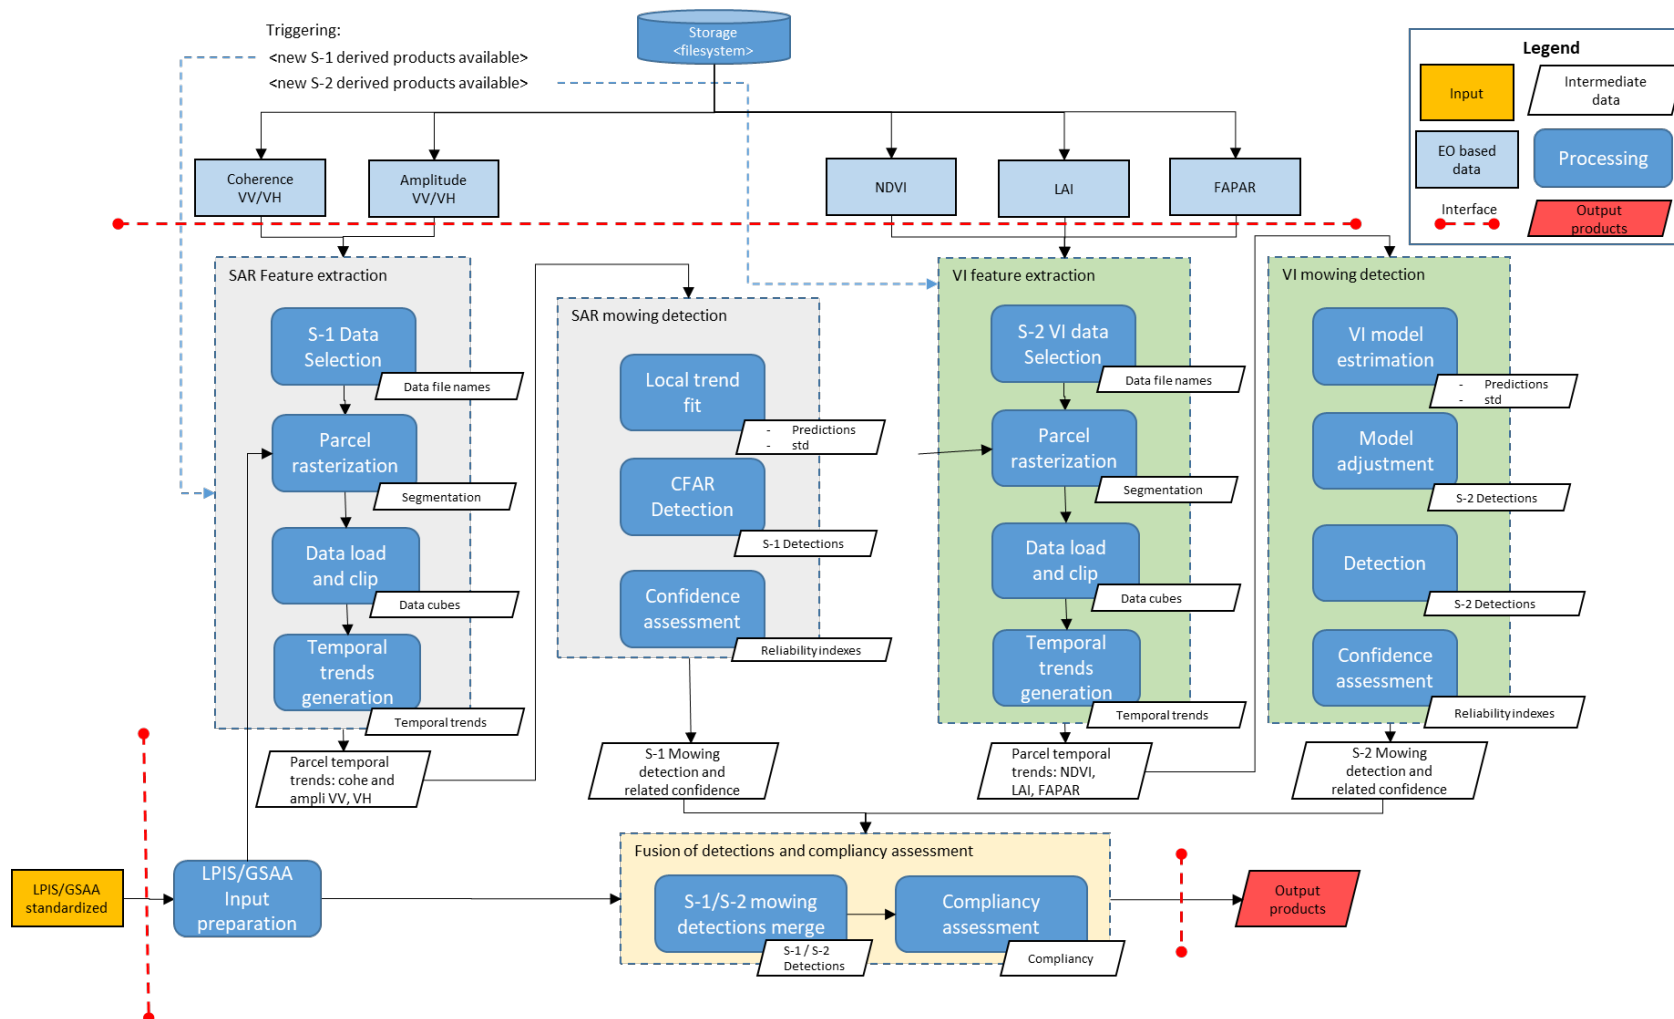 Triggering:
<new S-1 derived products available>
<new S-2 derived products available>
Storage
<filesystem>
Legend
Input
Intermediate
data
EO based
data
Processing
Interface
Output
products
Coherence
VV/VH
Amplitude
VV/VH
NDVI
LAI
FAPAR
SAR Feature extraction
S-1 Data
Selection
Data file names
Parcel
rasterization
Segmentation
Data load
and clip
Data cubes
Temporal
trends
generation
Temporal trends
Parcel temporal
trends: cohe and
ampli VV, VH
SAR mowing detection
Local trend
fit
- Predictions
- std
CFAR
Detection
S-1 Detections
Confidence
assessment
Reliability indexes
S-1 Mowing
detection and
related confidence
VI feature extraction
S-2 VI data
Selection
Data file names
Parcel
rasterization
Segmentation
Data load
and clip
Data cubes
Temporal
trends
generation
Temporal trends
Parcel temporal
trends: NDVI,
LAI, FAPAR
VI mowing detection
VI model
estrimation
- Predictions
- std
Model
adjustment
S-2 Detections
Detection
S-2 Detections
Confidence
assessment
Reliability indexes
S-2 Mowing
detection and
related confidence
LPIS/GSAA
standardized
LPIS/GSAA
Input
preparation
Fusion of detections and compliancy assessment
S-1/S-2 mowing
detections merge
S-1 / S-2
Detections
Compliancy
assessment
Compliancy
Output
products